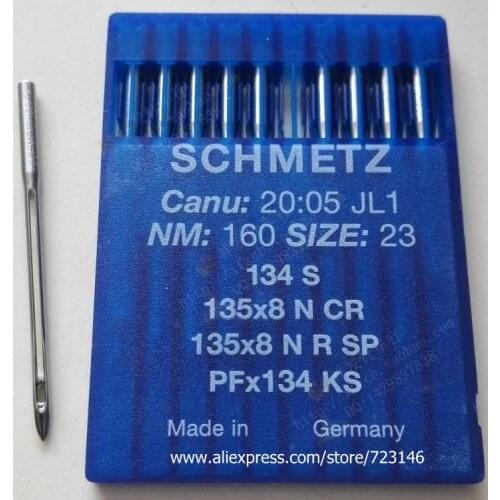 SCHMETZ
Canu: 20:05 JL1
NM: 160 SIZE: 23
134 S
135x8 N CR
135x8 N R SP
PFx134 KS
Made in Germany
www.aliexpress.com/store/723146